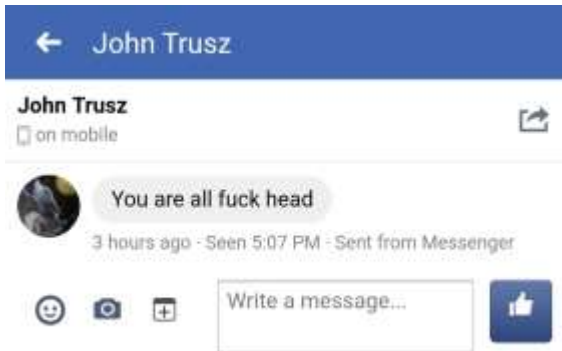 John Trusz
John Trusz
on mobile
You are all fuck head
3 hours ago · Seen 5:07 PM · Sent from Messenger
Write a message...